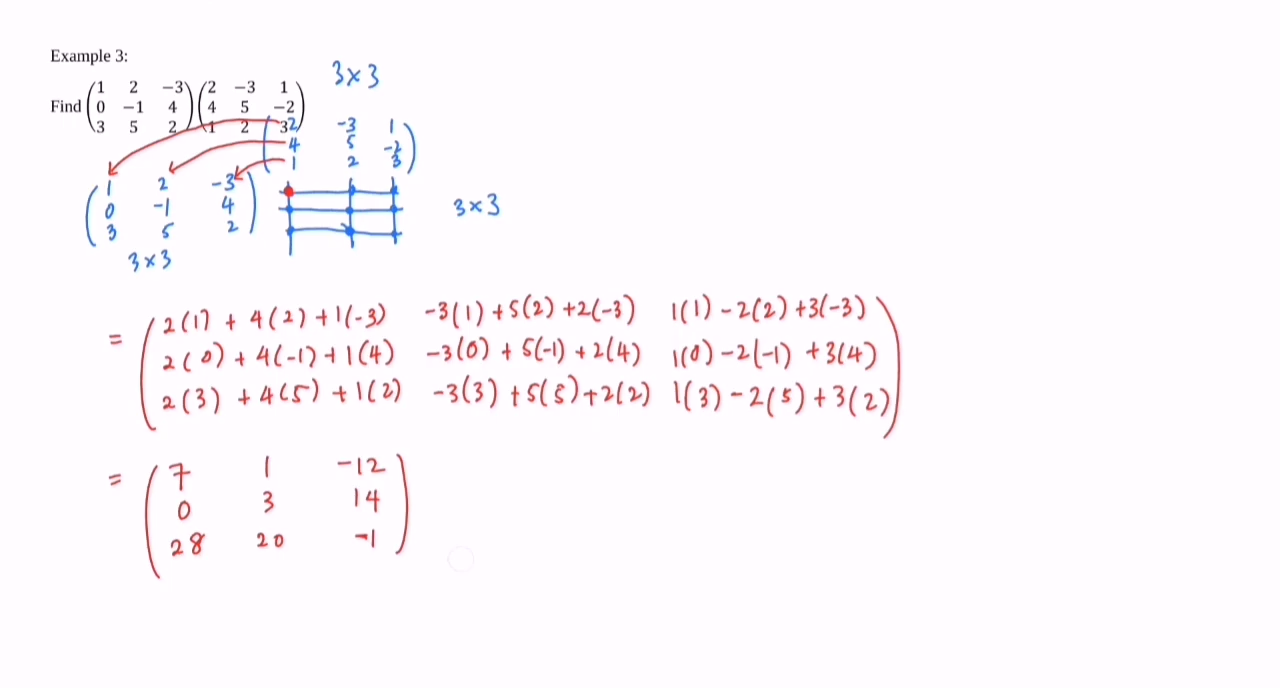 Example 3:
Find (1 2 -3) (2 -3 1)
0 -1 4 4 5 -2
3 5 2 1 2 3
3×3
2 -3 1
4 5 -2
1 2 3
1 2 -3
0 -1 4
3 5 2
3×3
3×3
= ( 2(1) + 4(2) + 1(-3) -3(1) + 5(2) + 2(-3) 1(1) - 2(2) + 3(-3)
2(0) + 4(-1) + 1(4) -3(0) + 5(-1) + 2(4) 1(0) - 2(-1) + 3(4)
2(3) + 4(5) + 1(2) -3(3) + 5(5) + 2(2) 1(3) - 2(5) + 3(2) )
= ( 7 1 -12
0 3 14
28 20 -1 )